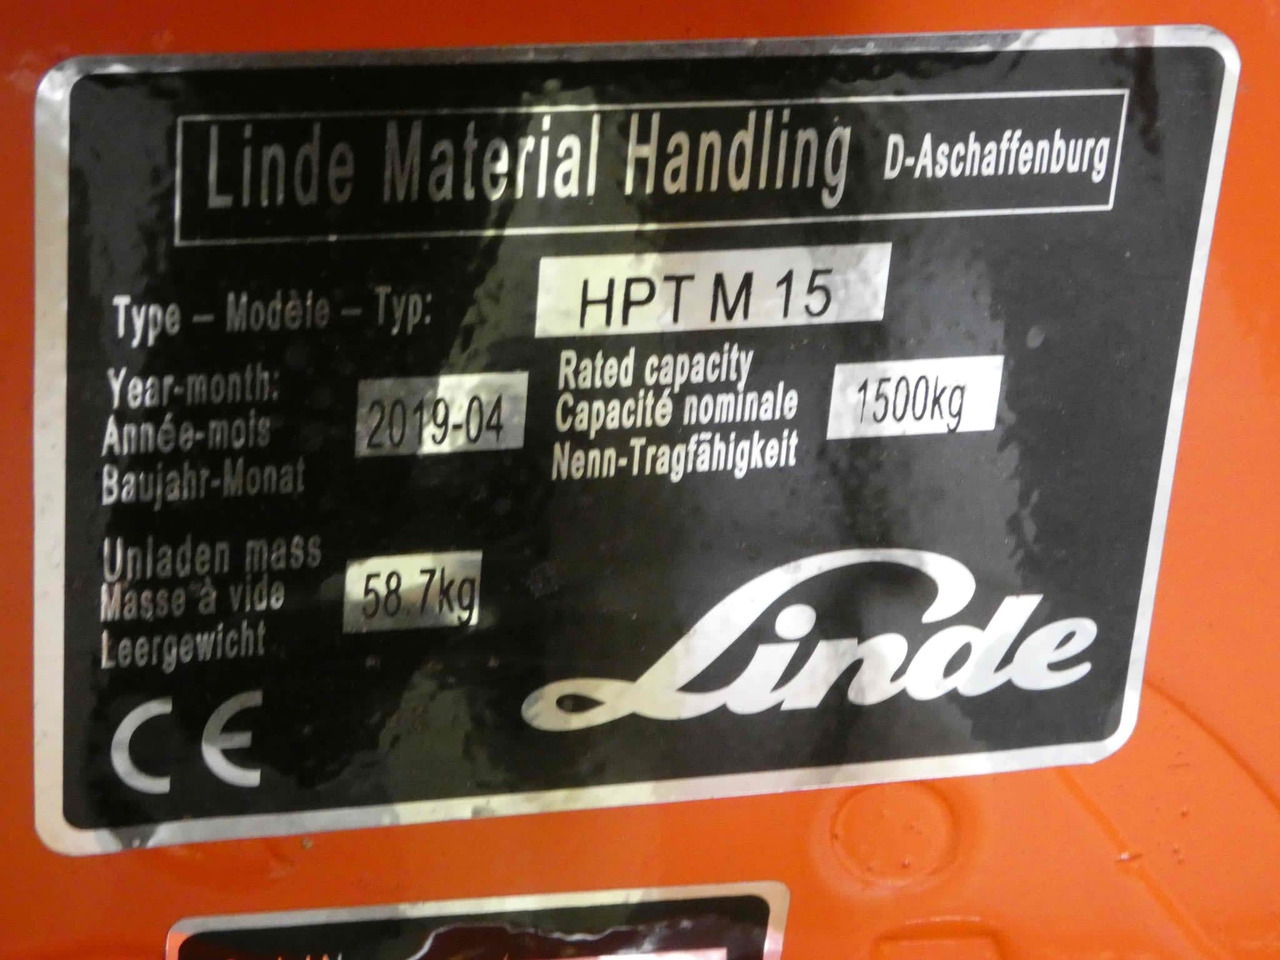 Linde Material Handling D-Aschaffenburg
Type – Modèle – Typ: HPT M 15
Year-month:
Année-mois
Baujahr-Monat
2019-04
Rated capacity
Capacité nominale
Nenn-Tragfähigkeit
1500kg
Unladen mass
Masse à vide
Leergewicht
58.7kg
CE
Linde